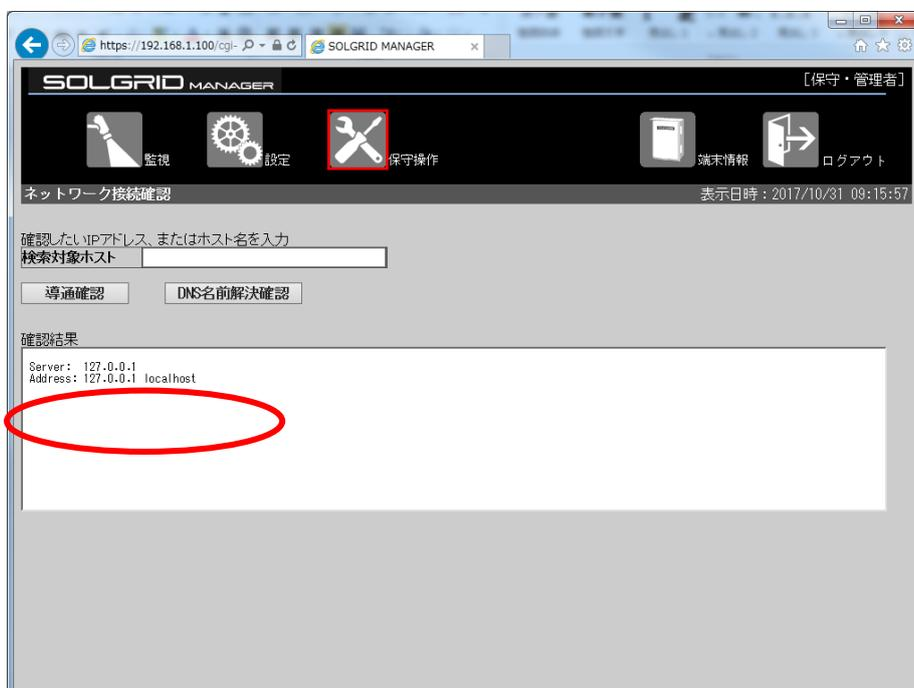 https://192.168.1.100/cgi-
SOLGRID MANAGER
SOLGRID MANAGER
[保守・管理者]
監視
設定
保守操作
端末情報
ログアウト
ネットワーク接続確認
表示日時：2017/10/31 09:15:57
確認したいIPアドレス、またはホスト名を入力
検索対象ホスト
導通確認
DNS名前解決確認
確認結果
Server: 127.0.0.1
Address: 127.0.0.1 localhost